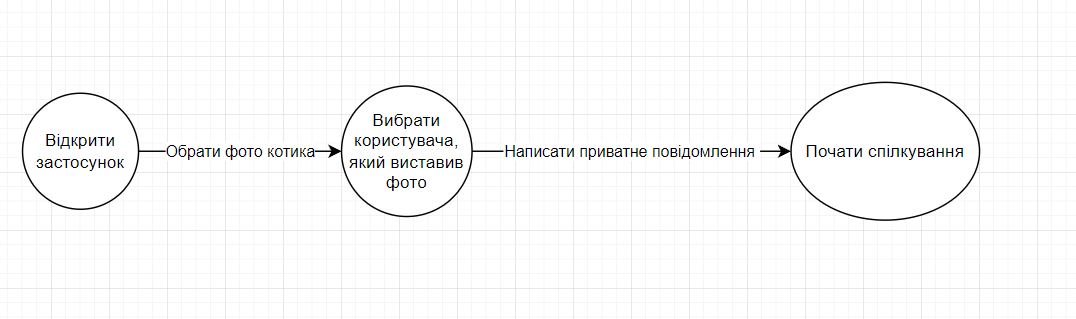 Відкрити
застосунок
Обрати фото котика
Вибрати
користувача,
який виставив
фото
Написати приватне повідомлення
Почати спілкування